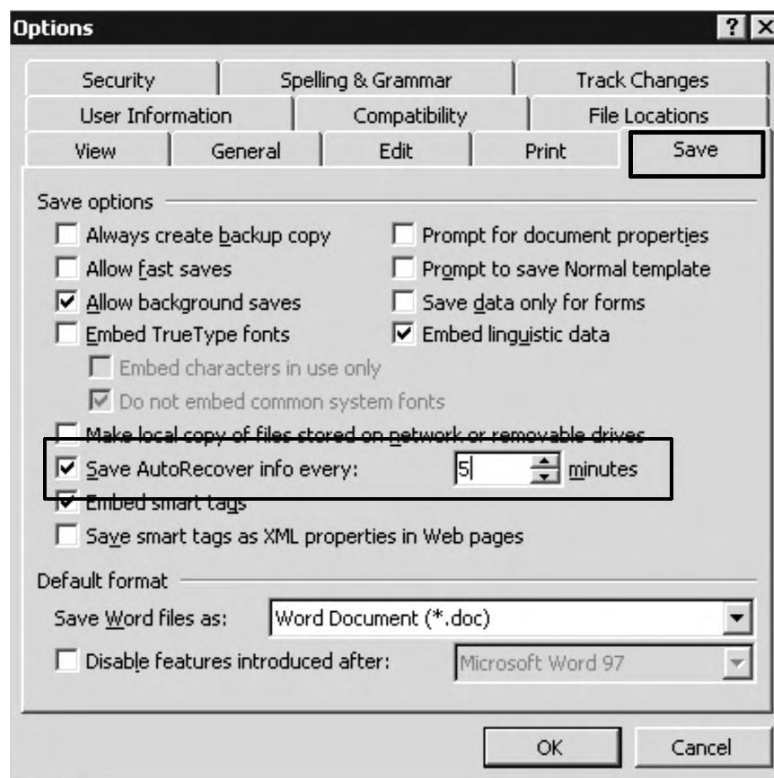 Options
Security Spelling & Grammar Track Changes
User Information Compatibility File Locations
View General Edit Print Save
Save options
Always create backup copy Prompt for document properties
Allow fast saves Prompt to save Normal template
Allow background saves Save data only for forms
Embed TrueType fonts Embed linguistic data
Embed characters in use only
Do not embed common system fonts
Make local copy of files stored on network or removable drives
Save AutoRecover info every: 5 minutes
Embed smart tags
Save smart tags as XML properties in Web pages
Default format
Save Word files as: Word Document (*.doc)
Disable features introduced after: Microsoft Word 97
OK Cancel